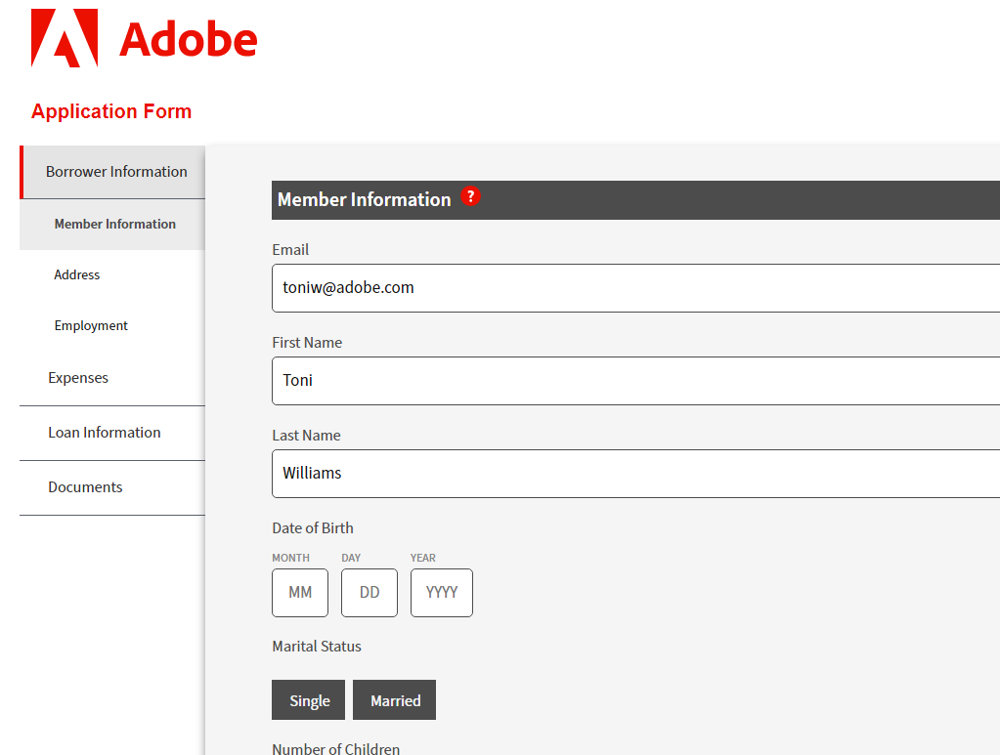 Adobe
Application Form
Borrower Information
Member Information
Address
Employment
Expenses
Loan Information
Documents
Member Information ?
Email
toniw@adobe.com
First Name
Toni
Last Name
Williams
Date of Birth
MONTH DAY YEAR
MM DD YYYY
Marital Status
Single Married
Number of Children